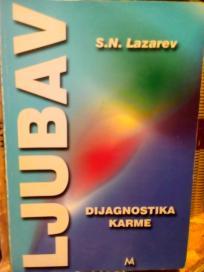 LJUBAV
S.N. Lazarev
DIJAGNOSTIKA
KARME
M